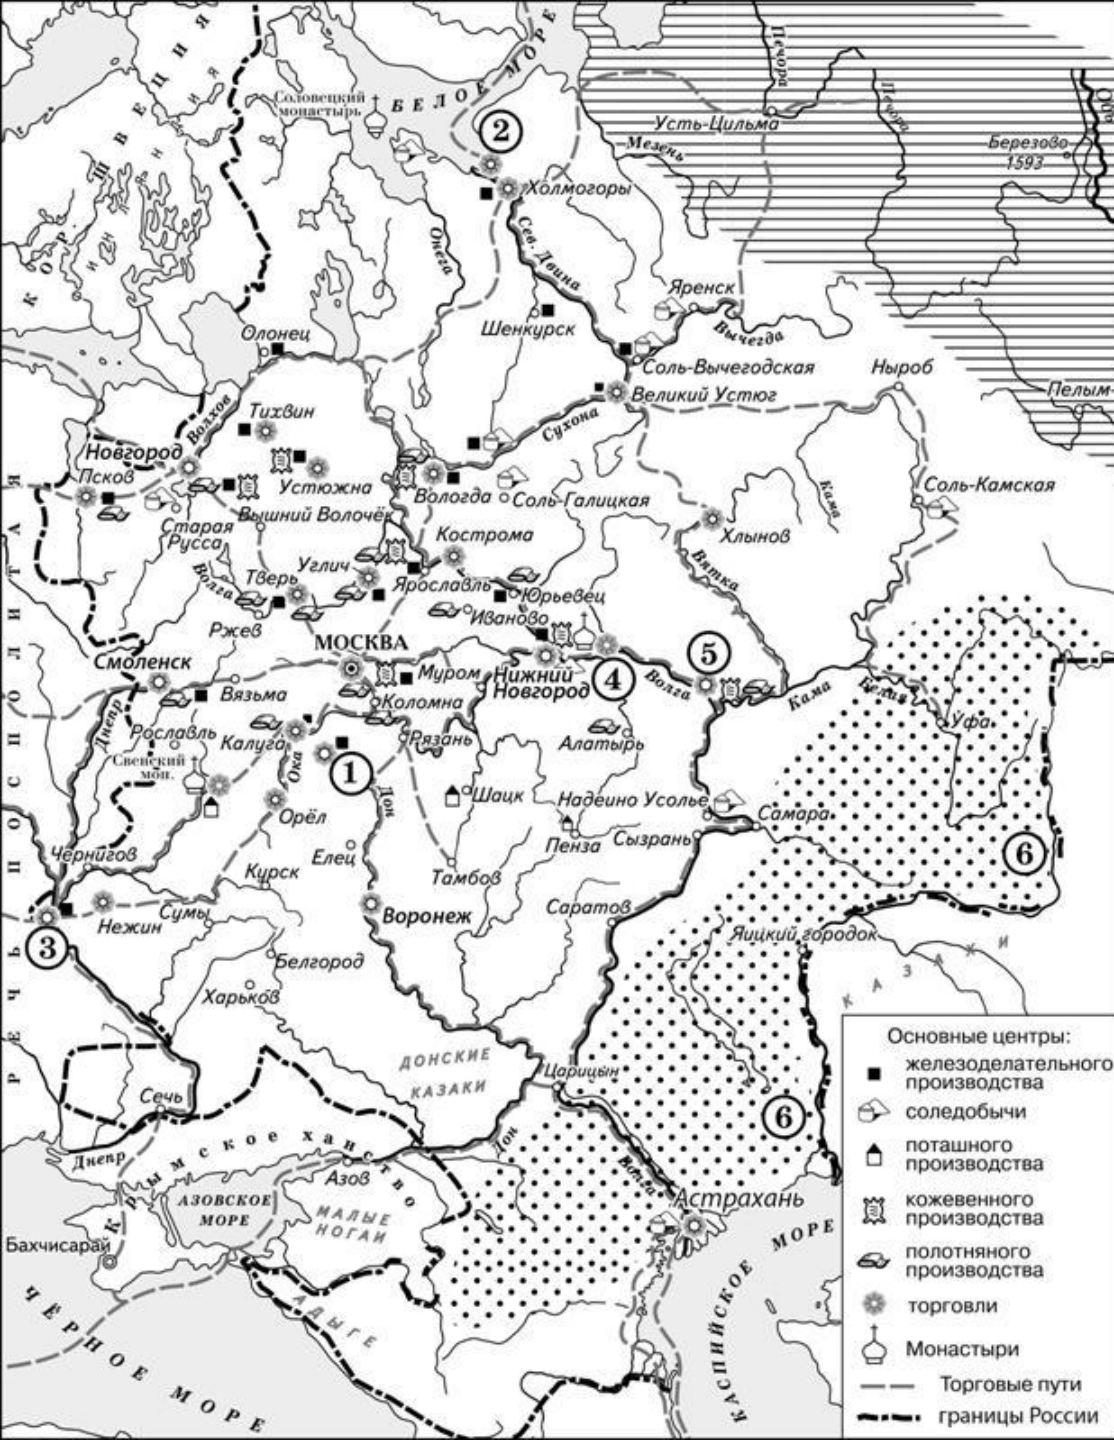 КОР. ШВЕЦИЯ
Соловецкий
монастырь
БЕЛОЕ МОРЕ
2
Печора
Усть-Цильма
Мезень
Печора
Обь
Березово
1593
Холмогоры
Онега
Сев. Двина
Яренск
Вычегда
Шенкурск
Олонец
Соль-Вычегодская
Ныроб
Великий Устюг
Пелым
Сухона
Волхов
Тихвин
Новгород
Псков
Устюжна
Вологда
Соль-Галицкая
Кама
Соль-Камская
Старая
Русса
Вышний Волочёк
Кострома
Хлынов
Углич
Волга
Тверь
Ярославль
Юрьевец
Вятка
Иваново
Ржев
МОСКВА
5
Смоленск
Муром
Нижний
Новгород
4
Волга
Кама
Белая
Вязьма
Коломна
Днепр
Рославль
Калуга
Рязань
Алатырь
Уфа
Свенский
мон.
Ока
1
Дон
Шацк
Надеино Усолье
Самара
Орёл
Пенза
Сызрань
6
Чернигов
Елец
Курск
Тамбов
Нежин
Сумы
Воронеж
Саратов
3
Яицкий городок
Белгород
КАЗАХИ
Харьков
РЕЧЬ ПОСПОЛИТАЯ
ДОНСКИЕ
КАЗАКИ
Царицын
Сечь
6
Днепр
Крымское ханство
Дон
Волга
Азов
АЗОВСКОЕ
МОРЕ
МАЛЫЕ
НОГАИ
Астрахань
Бахчисарай
КАСПИЙСКОЕ МОРЕ
АДЫГЕ
ЧЁРНОЕ МОРЕ
Основные центры:
железоделательного
производства
соледобычи
поташного
производства
кожевенного
производства
полотняного
производства
торговли
Монастыри
Торговые пути
границы России